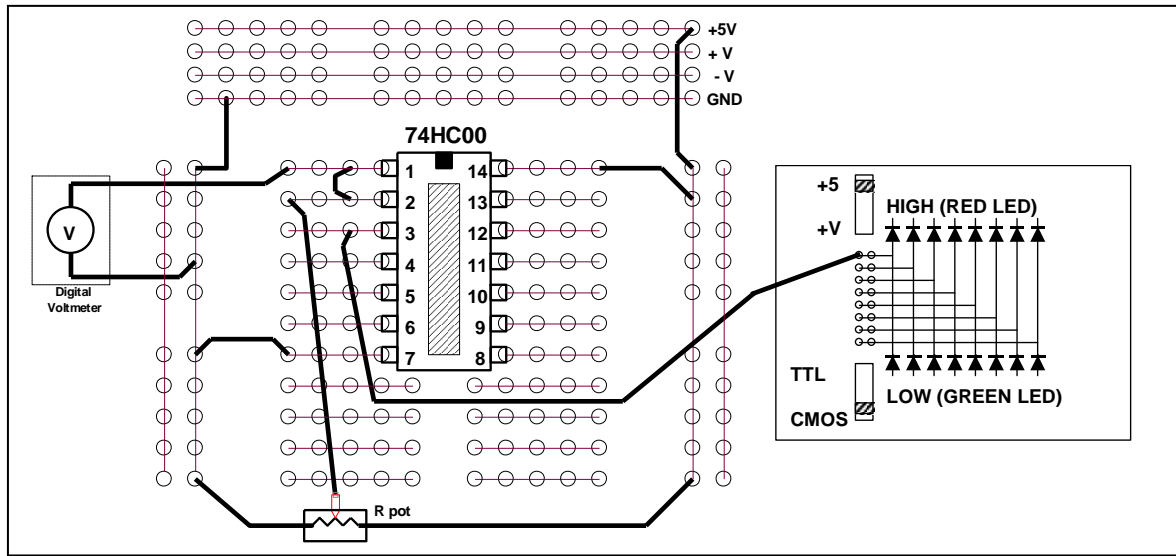 +5V
+ V
- V
GND
74HC00
1 14
2 13
3 12
4 11
5 10
6 9
7 8
V
Digital
Voltmeter
R pot
+5
HIGH (RED LED)
+V
TTL
LOW (GREEN LED)
CMOS